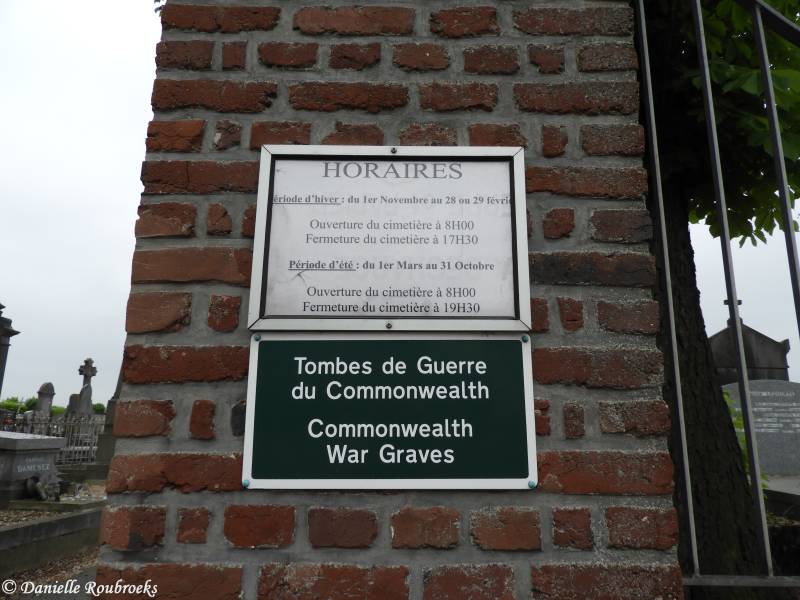 HORAIRES
ériode d'hiver : du 1er Novembre au 28 ou 29 févri
Ouverture du cimetière à 8H00
Fermeture du cimetière à 17H30
Période d'été : du 1er Mars au 31 Octobre
Ouverture du cimetière à 8H00
Fermeture du cimetière à 19H30
Tombes de Guerre
du Commonwealth
Commonwealth
War Graves
DAMUSEZ
© Danielle Roubroeks